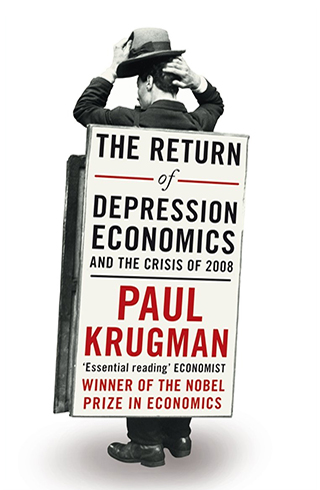 THE RETURN
of
DEPRESSION
ECONOMICS
AND THE CRISIS OF 2008
PAUL
KRUGMAN
'Essential reading' ECONOMIST
WINNER OF THE NOBEL
PRIZE IN ECONOMICS